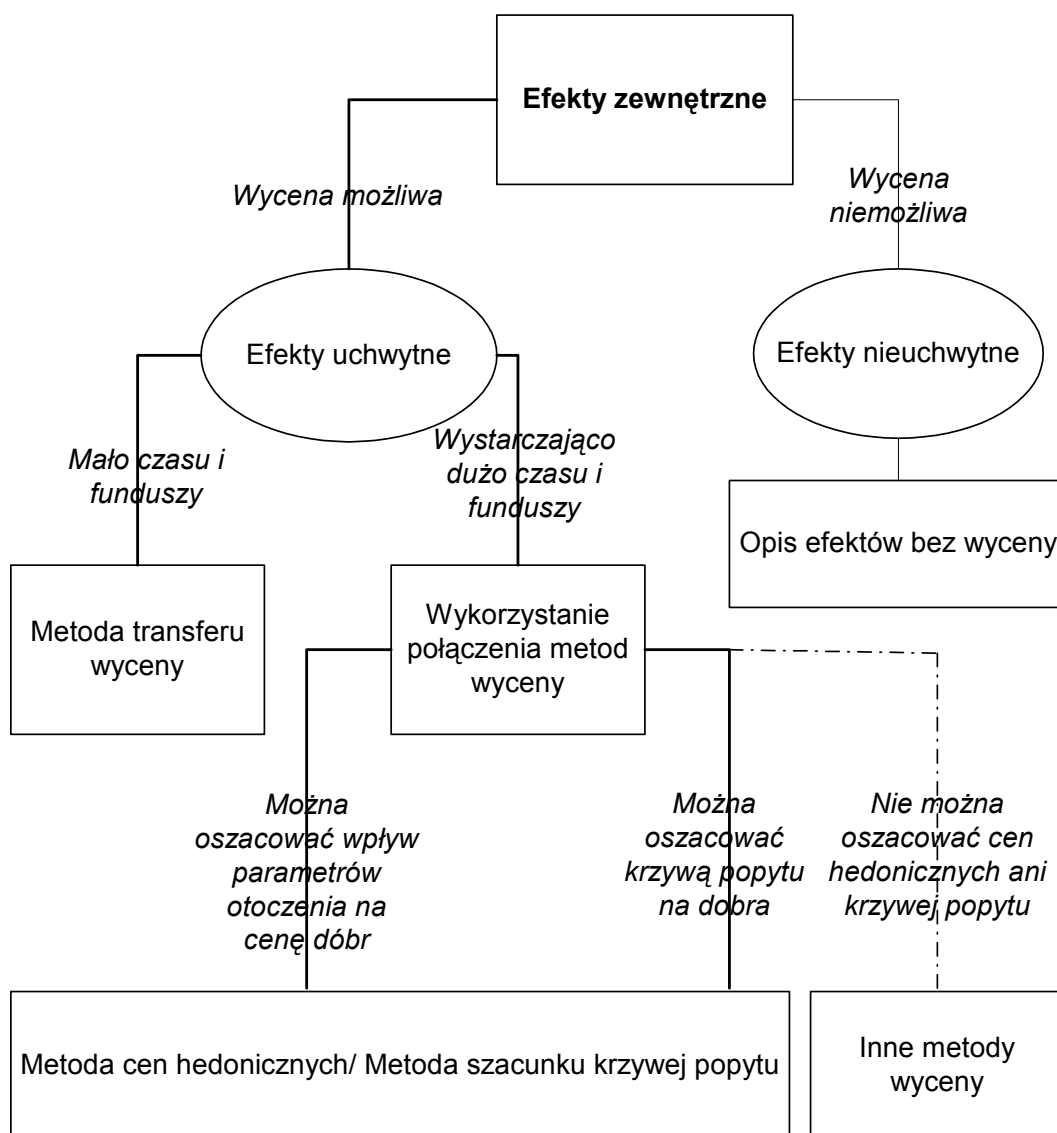 Efekty zewnętrzne
Wycena możliwa
Wycena
niemożliwa
Efekty uchwytne
Efekty nieuchwytne
Mało czasu i
funduszy
Wystarczająco
dużo czasu i
funduszy
Opis efektów bez wyceny
Metoda transferu
wyceny
Wykorzystanie
połączenia metod
wyceny
Można
oszacować wpływ
parametrów
otoczenia na
cenę dóbr
Można
oszacować
krzywą popytu
na dobra
Nie można
oszacować cen
hedonicznych ani
krzywej popytu
Metoda cen hedonicznych/ Metoda szacunku krzywej popytu
Inne metody
wyceny